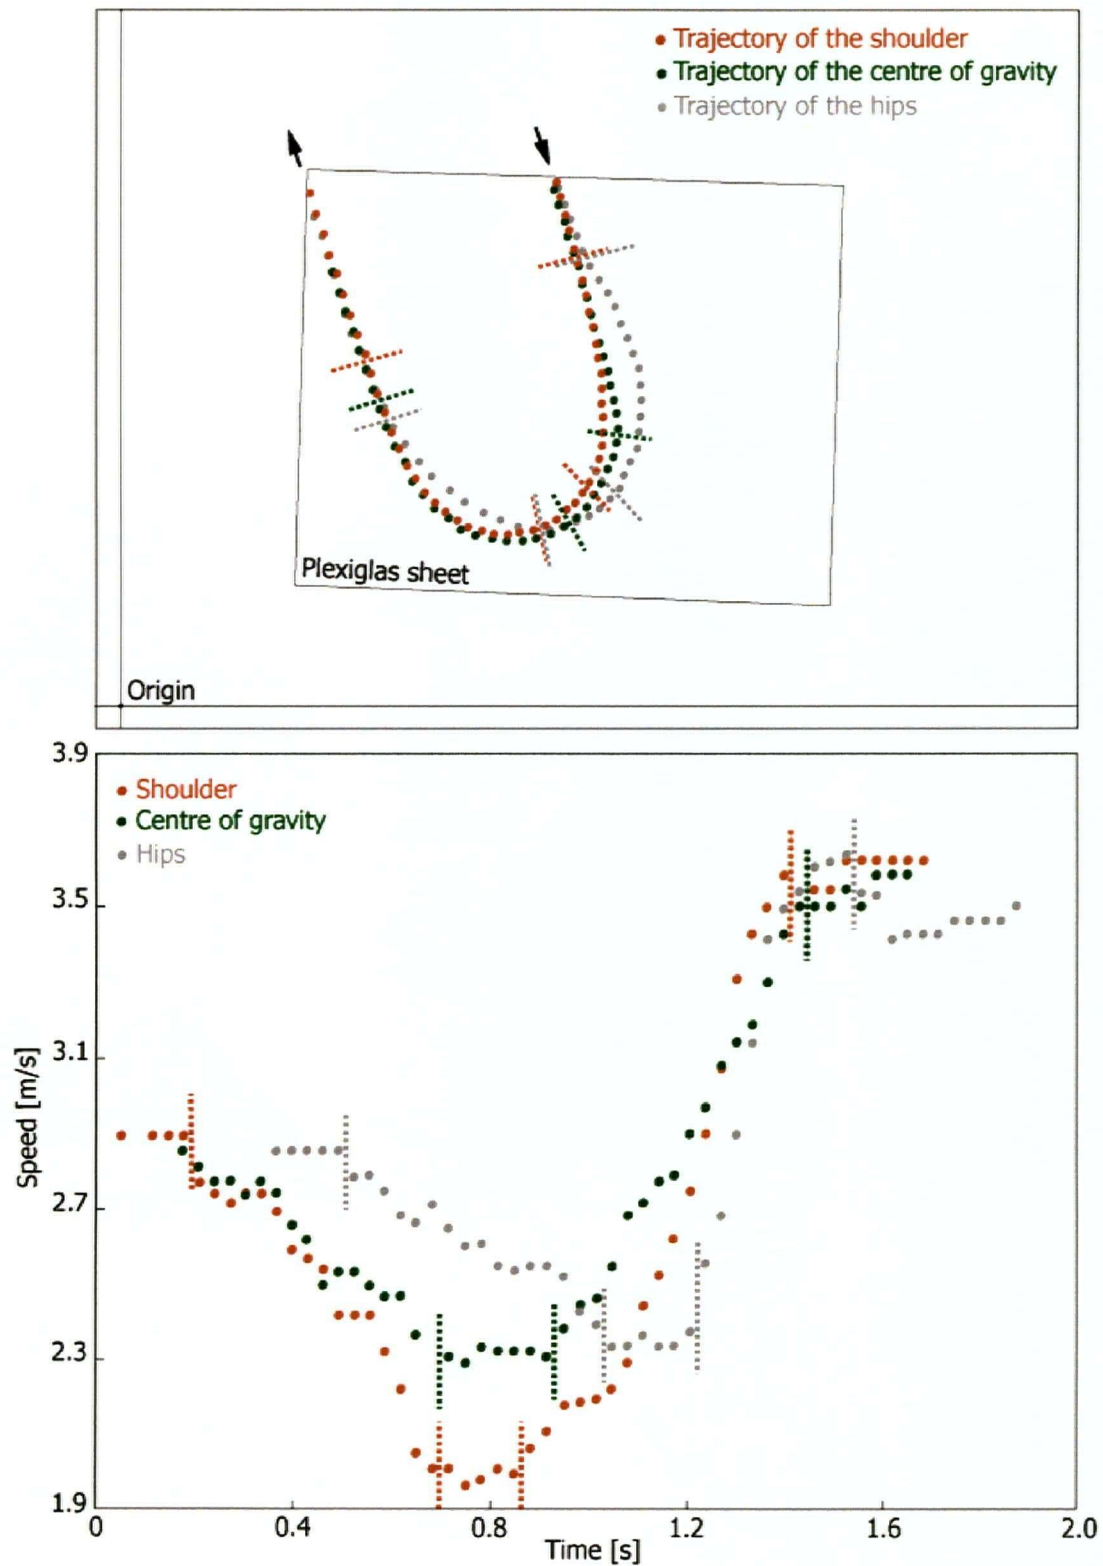 Trajectory of the shoulder
Trajectory of the centre of gravity
Trajectory of the hips
Plexiglas sheet
Origin
3.9
Shoulder
Centre of gravity
Hips
3.5
3.1
Speed [m/s]
2.7
2.3
1.9
0 0.4 0.8 1.2 1.6 2.0
Time [s]